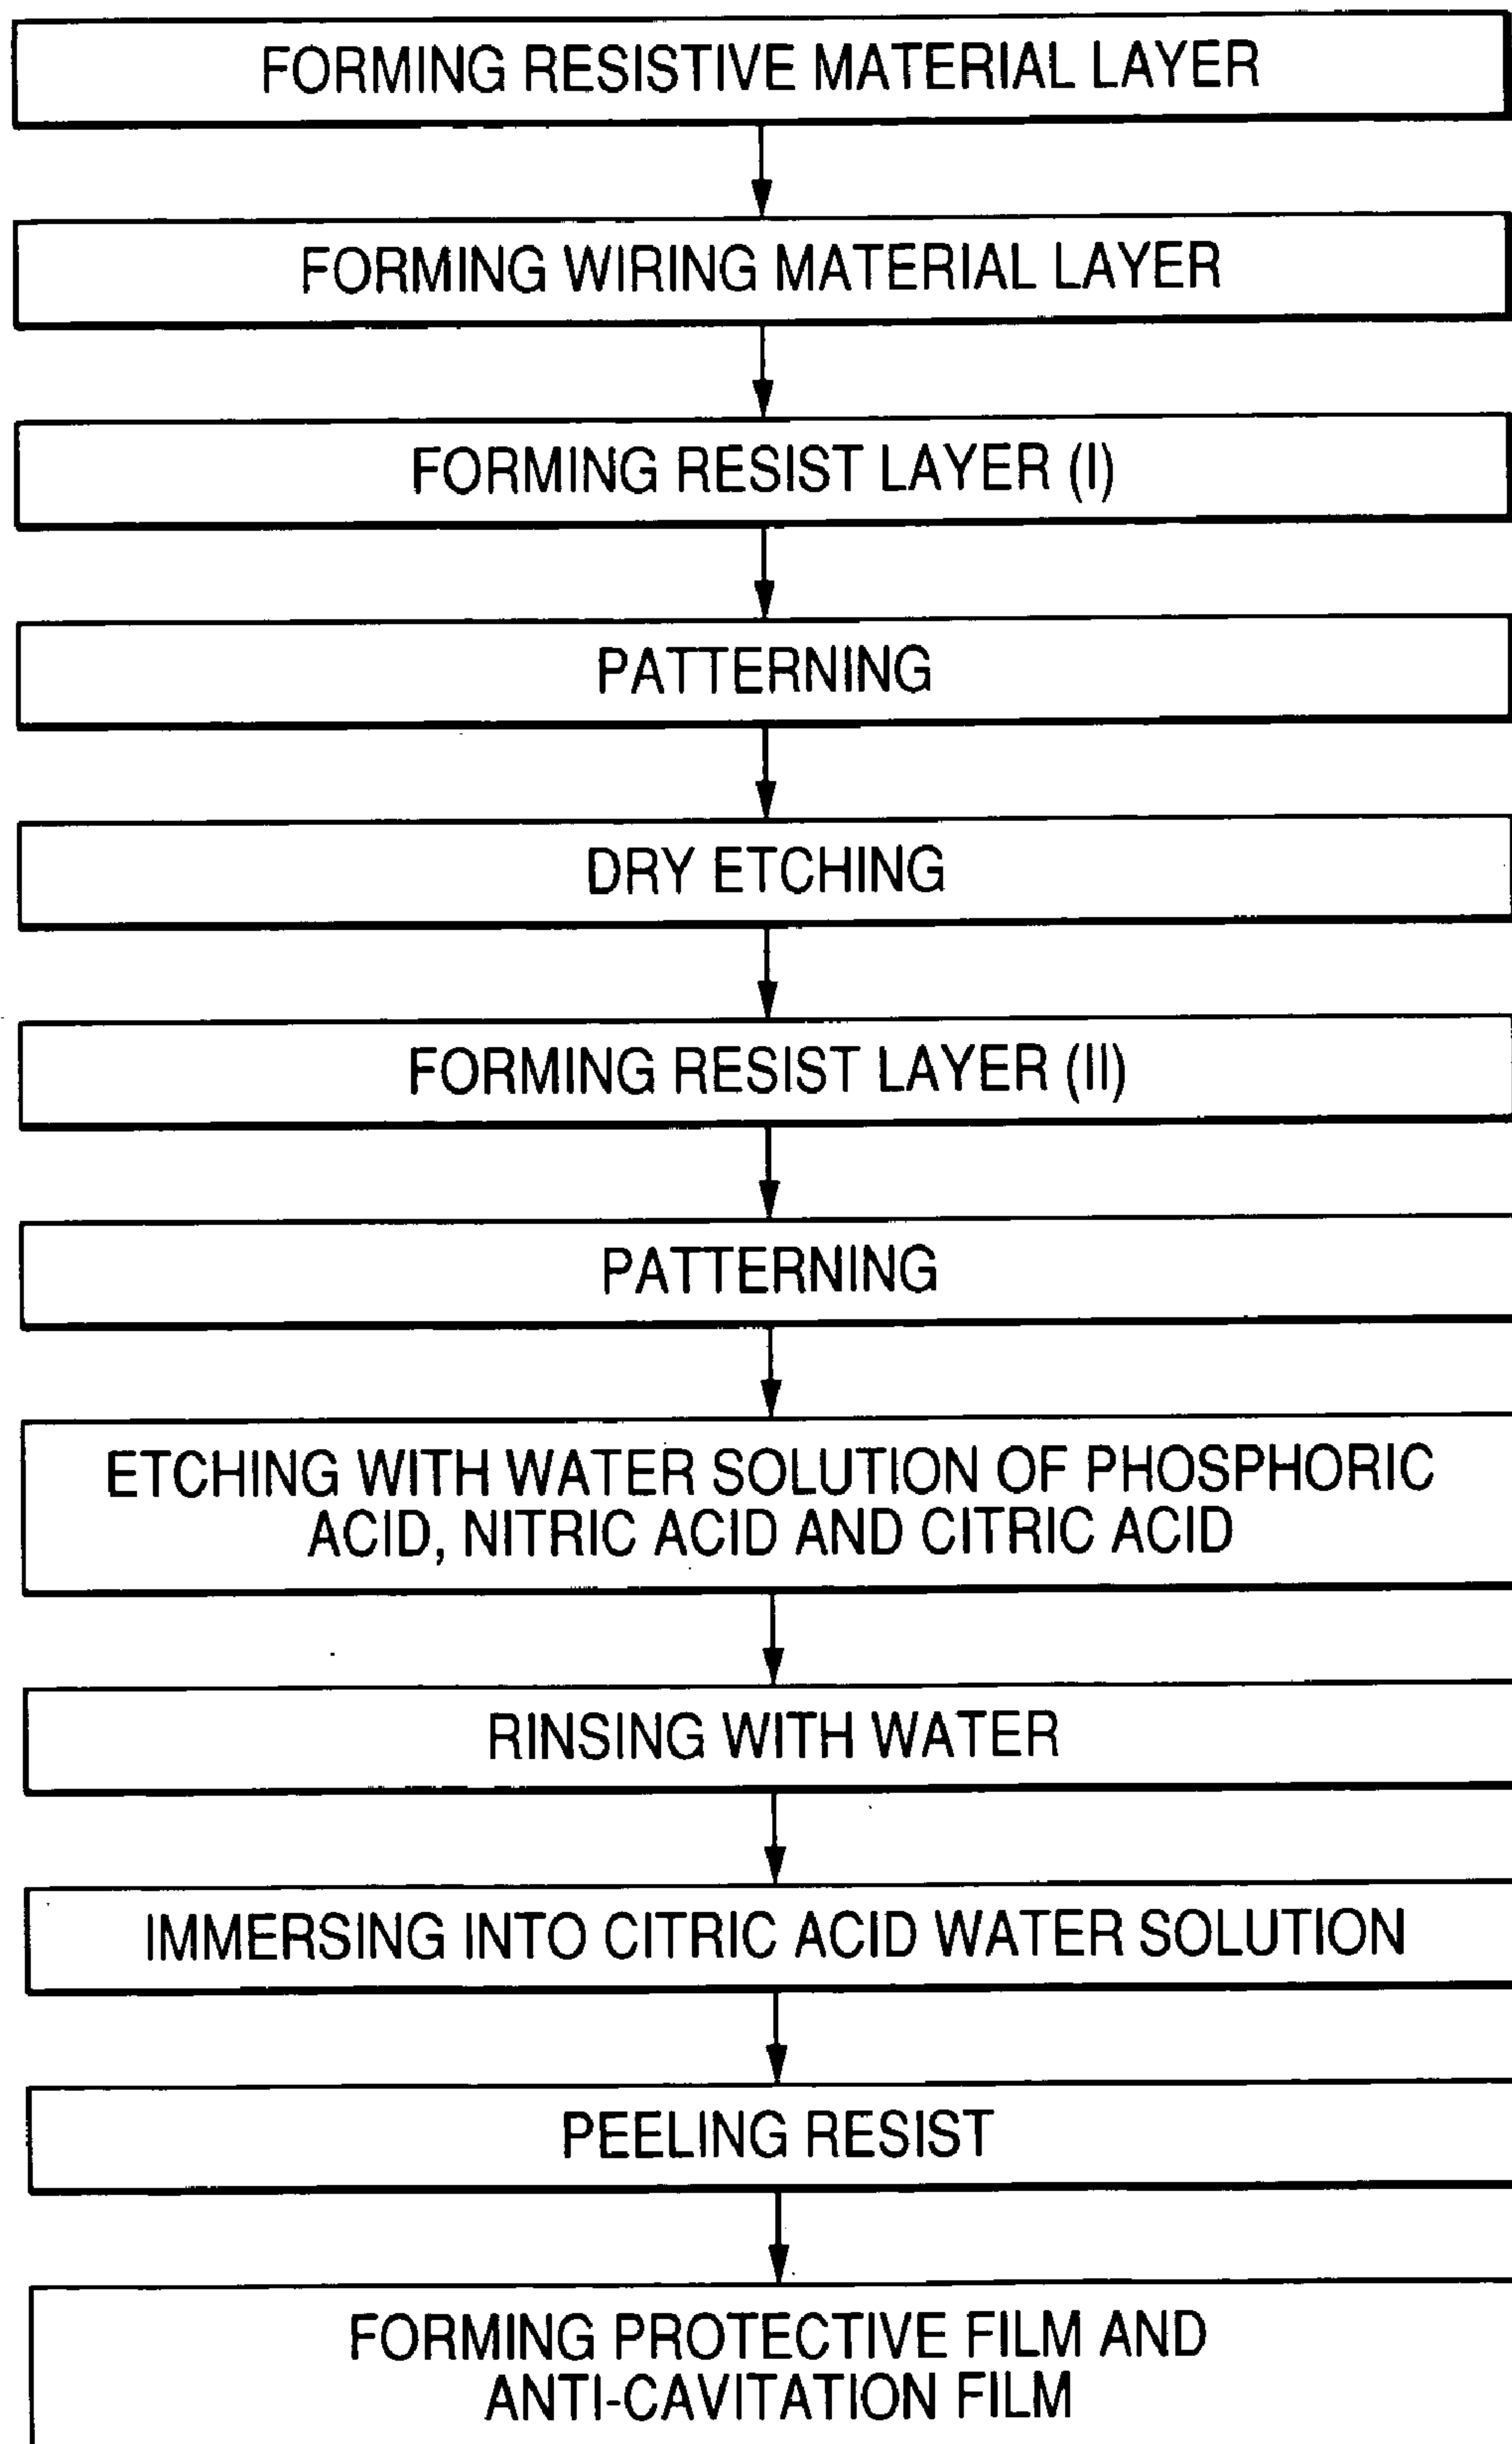 FORMING RESISTIVE MATERIAL LAYER
FORMING WIRING MATERIAL LAYER
FORMING RESIST LAYER (I)
PATTERNING
DRY ETCHING
FORMING RESIST LAYER (II)
PATTERNING
ETCHING WITH WATER SOLUTION OF PHOSPHORIC
ACID, NITRIC ACID AND CITRIC ACID
RINSING WITH WATER
IMMERSING INTO CITRIC ACID WATER SOLUTION
PEELING RESIST
FORMING PROTECTIVE FILM AND
ANTI-CAVITATION FILM